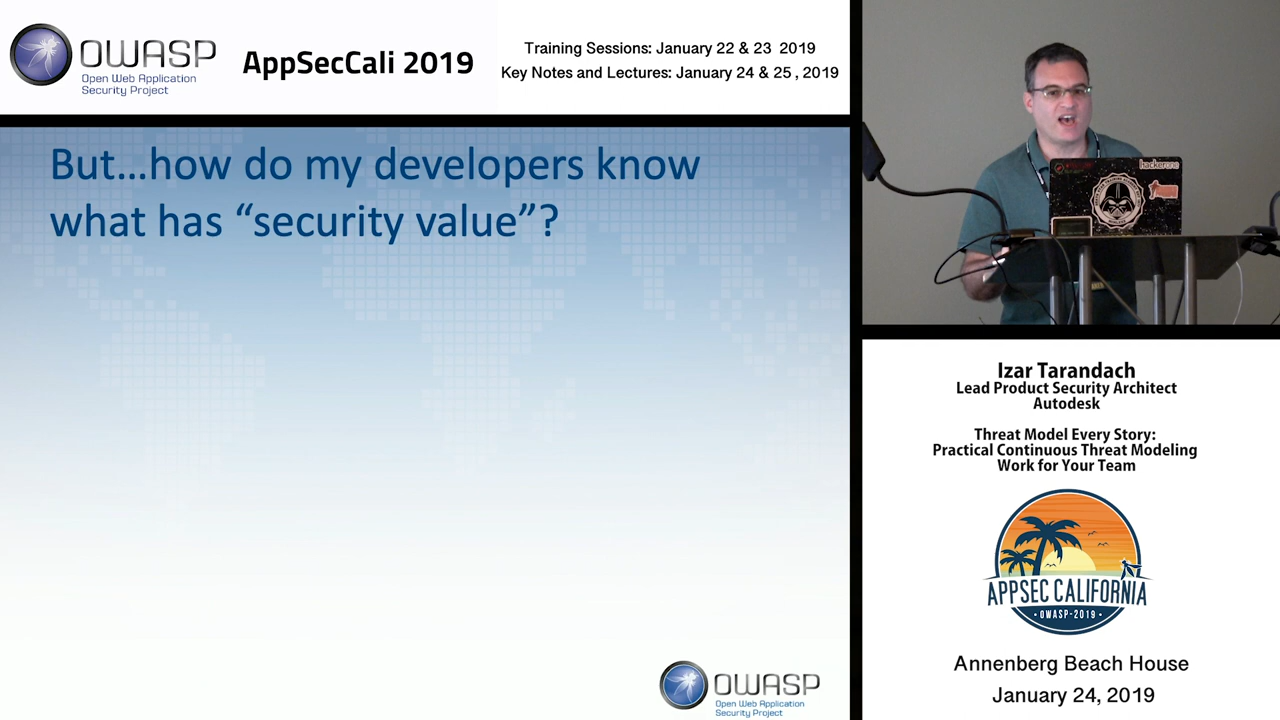 OWASP
Open Web Application
Security Project
AppSecCali 2019
Training Sessions: January 22 & 23 2019
Key Notes and Lectures: January 24 & 25 , 2019
But...how do my developers know
what has “security value”?
OWASP
Open Web Application
Security Project
hackerone
Izar Tarandach
Lead Product Security Architect
Autodesk
Threat Model Every Story:
Practical Continuous Threat Modeling
Work for Your Team
APPSEC CALIFORNIA
• OWASP-2019 •
Annenberg Beach House
January 24, 2019